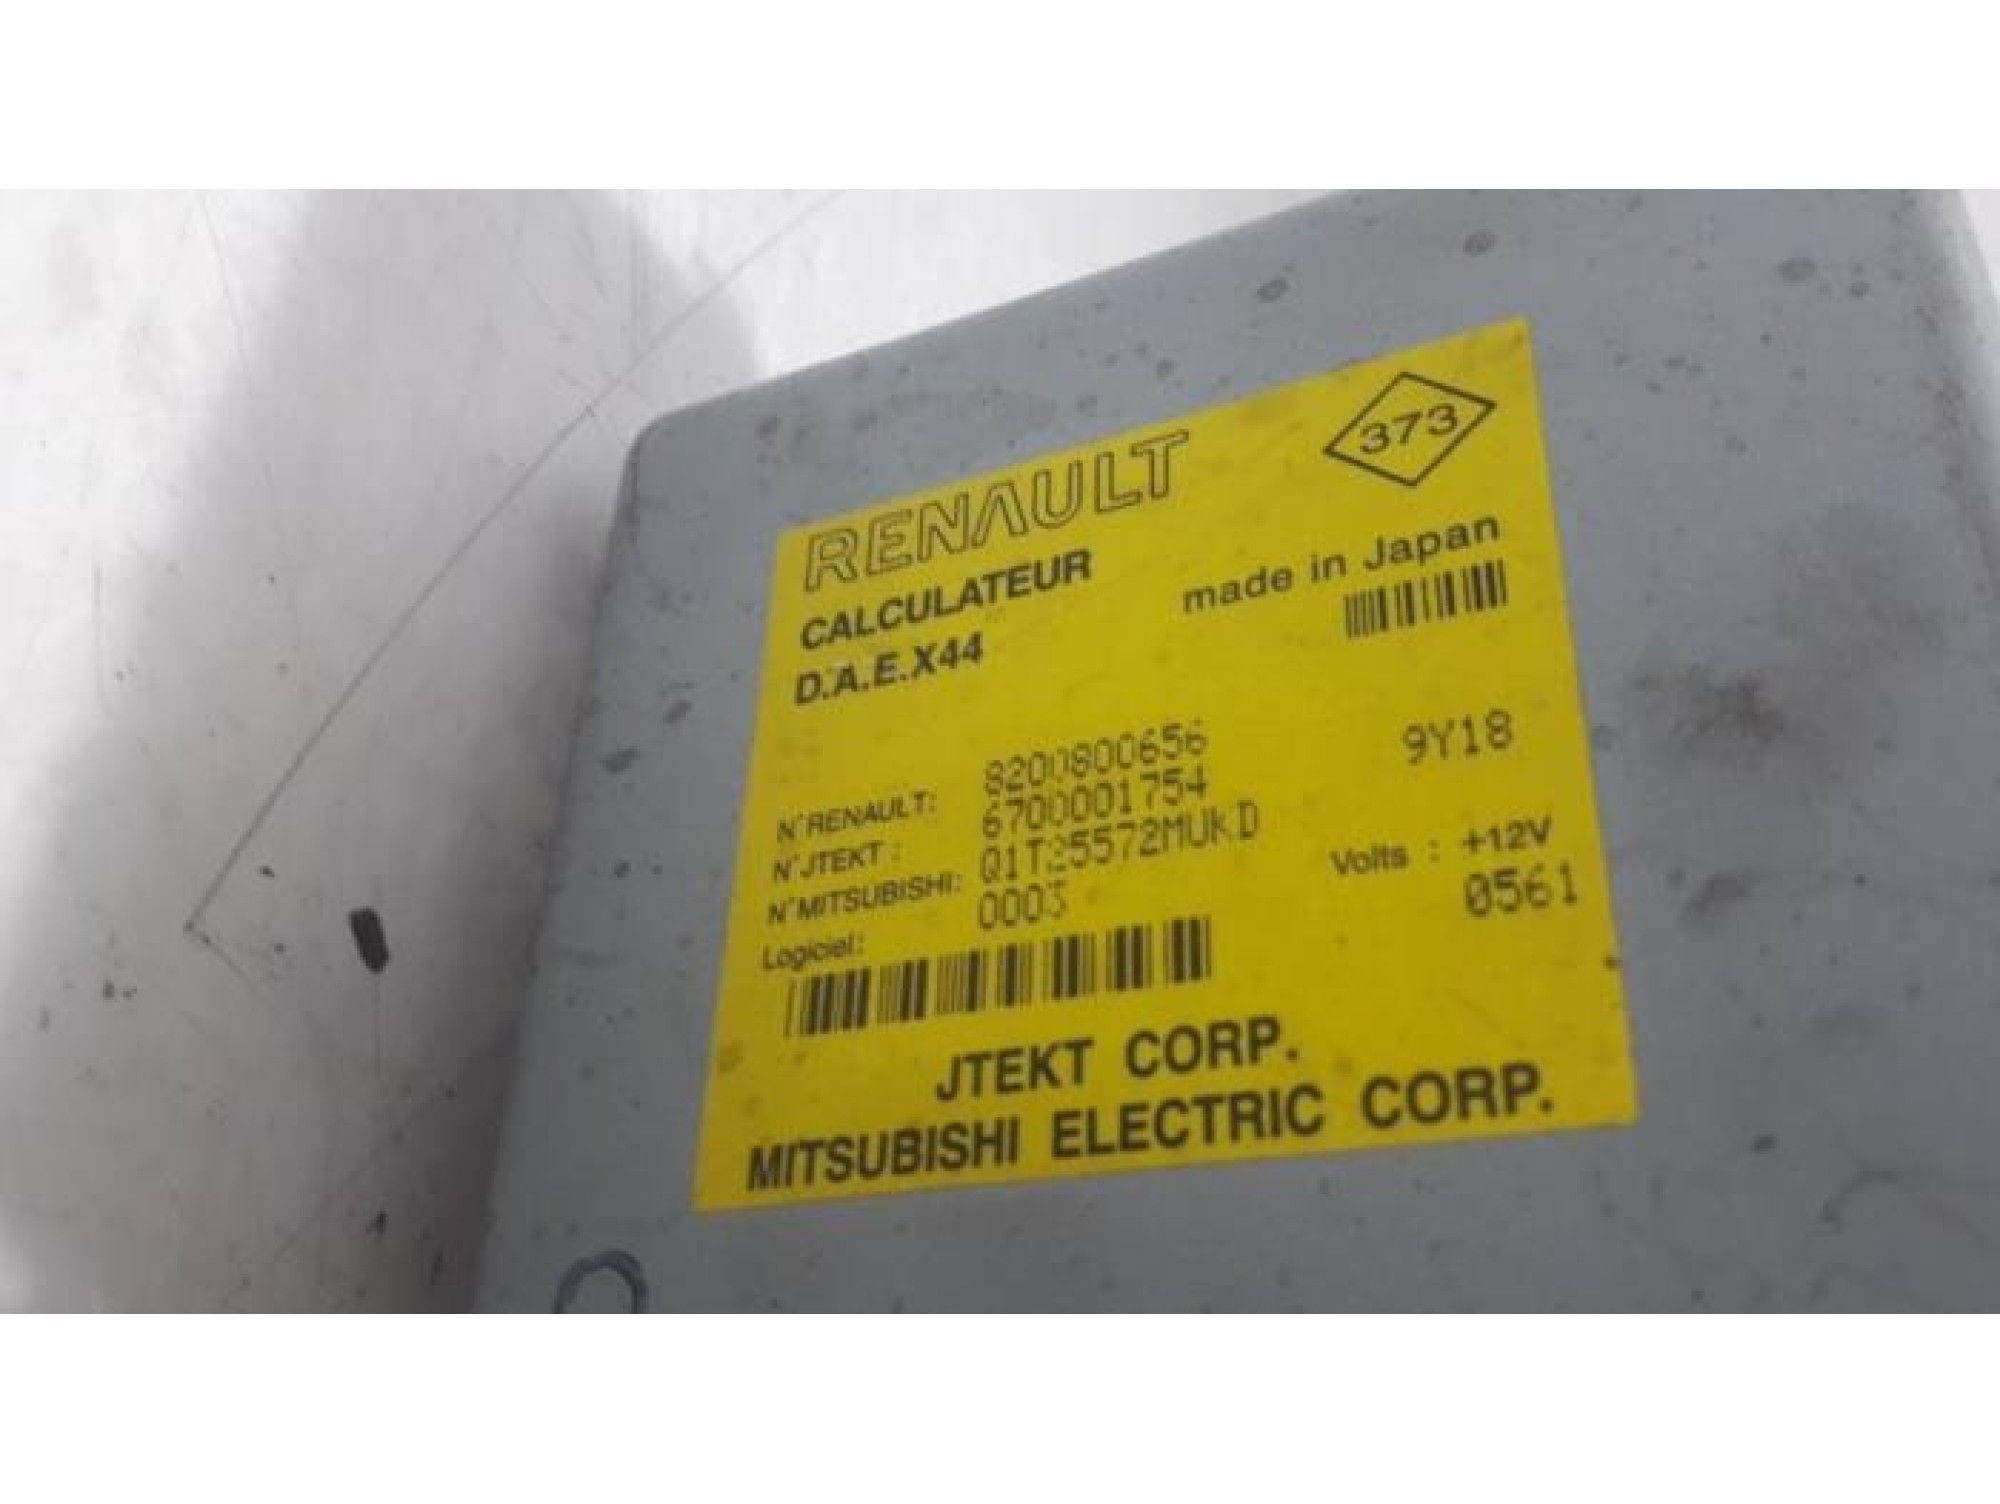 RENAULT
373
CALCULATEUR
made in Japan
D.A.E.X44
N°RENAULT: 8200800656 9Y18
N°JTEKT: 6700001754
N°MITSUBISHI: Q1T25572MUKD Volts : +12V
Logiciel: 0003 0561
JTEKT CORP.
MITSUBISHI ELECTRIC CORP.